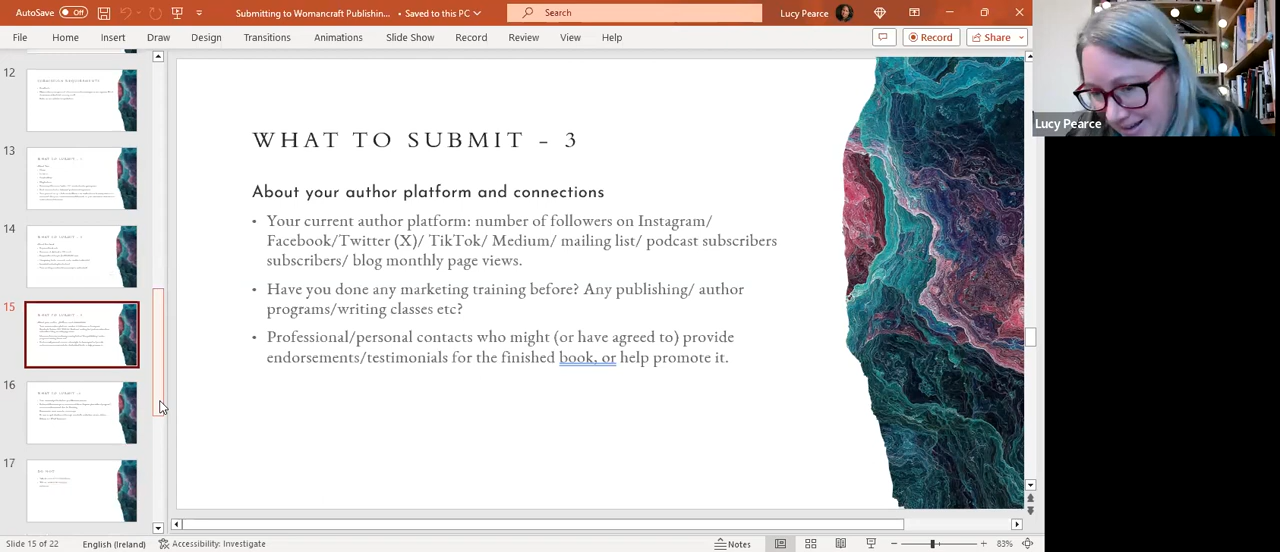 AutoSave Off Submitting to Womancraft Publishin... • Saved to this PC Search Lucy Pearce
File Home Insert Draw Design Transitions Animations Slide Show Record Review View Help Record Share
Lucy Pearce
12
13
14
15
16
17
WHAT TO SUBMIT - 3
About your author platform and connections
• Your current author platform: number of followers on Instagram/
Facebook/Twitter (X)/ TikTok/ Medium/ mailing list/ podcast subscribers
subscribers/ blog monthly page views.
• Have you done any marketing training before? Any publishing/ author
programs/writing classes etc?
• Professional/personal contacts who might (or have agreed to) provide
endorsements/testimonials for the finished book, or help promote it.
Slide 15 of 22 English (Ireland) Accessibility: Investigate Notes 83%